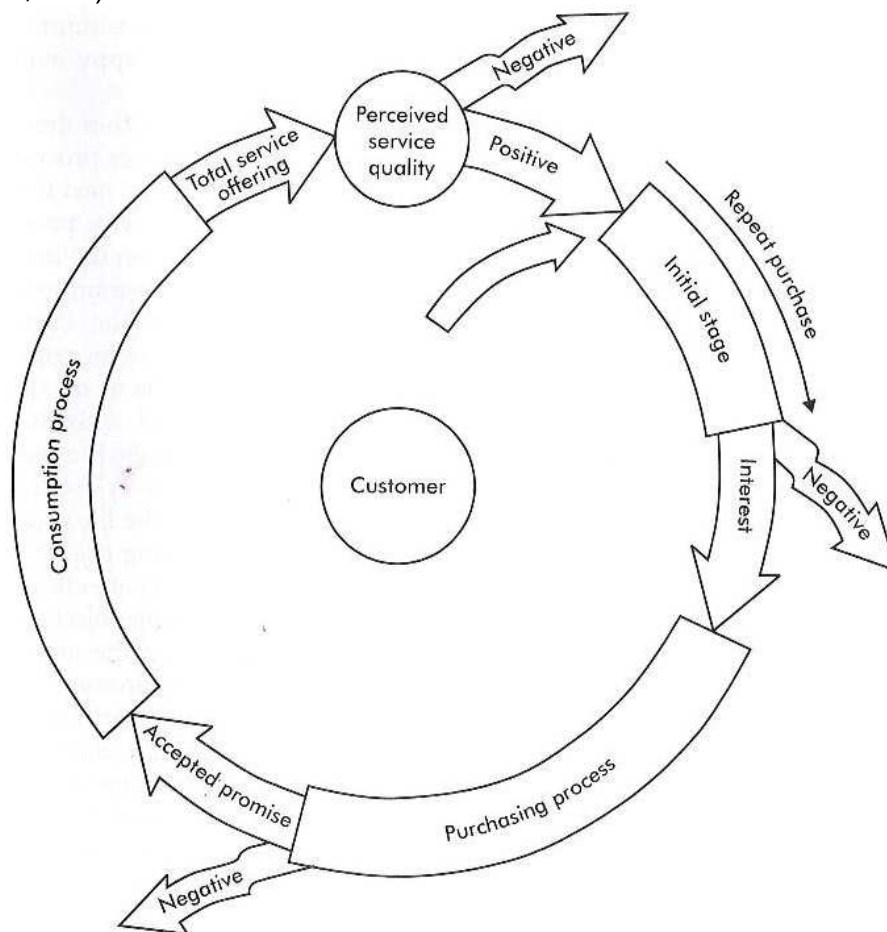 Negative
Perceived
service
quality
Total service
offering
Positive
Repeat purchase
Initial stage
Consumption process
Customer
Interest
Negative
Accepted promise
Purchasing process
Negative